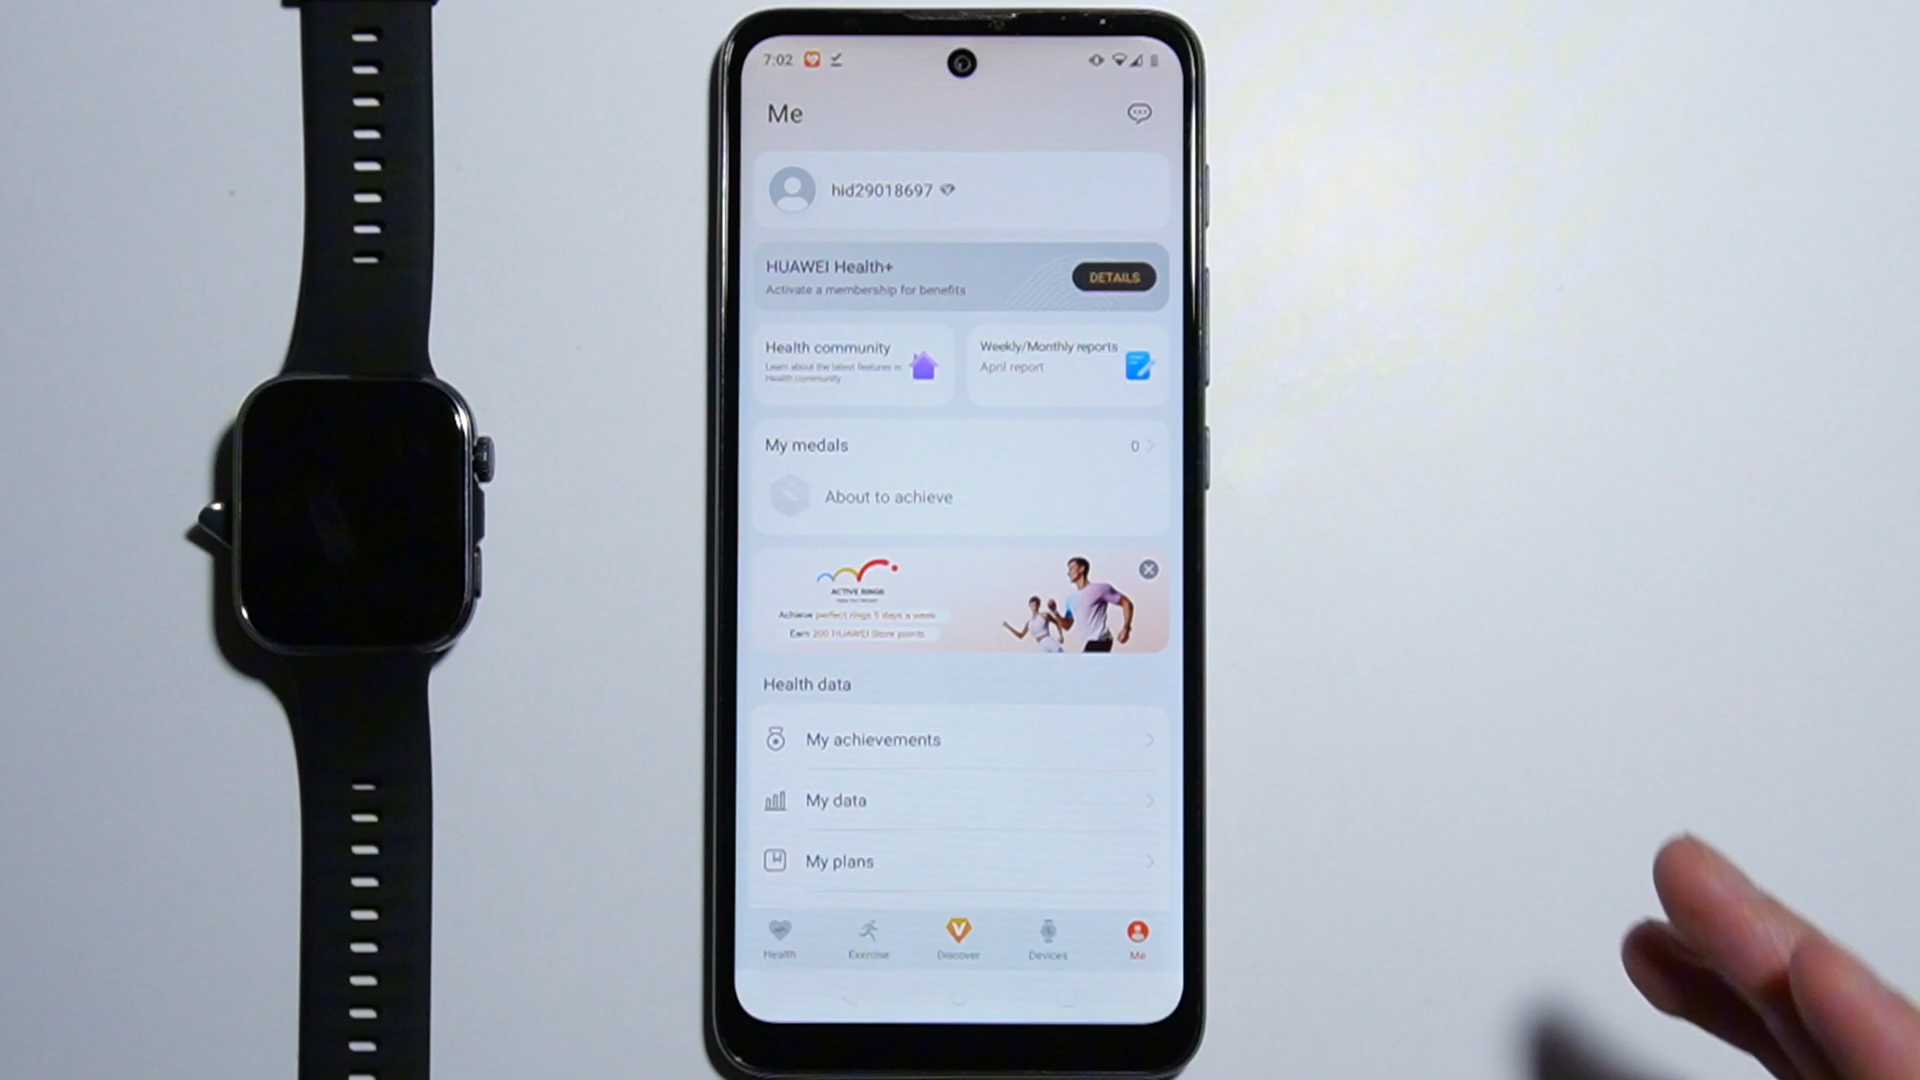 7:02
Me
hid29018697
HUAWEI Health+
Activate a membership for benefits
DETAILS
Health community
Learn about the latest features in
Health community
Weekly/Monthly reports
April report
My medals
0
About to achieve
ACTIVE RINGS
Achieve perfect rings 5 days a week
Earn 200 HUAWEI Store points
Health data
My achievements
My data
My plans
Health
Exercise
Discover
Devices
Me